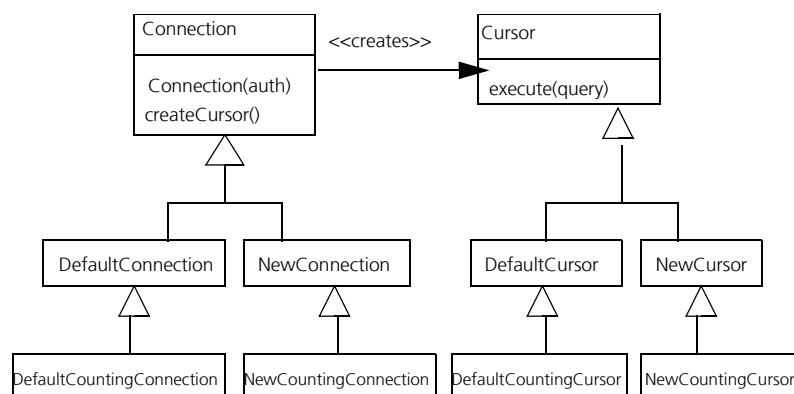 Connection
<<creates>>
Cursor
Connection(auth)
createCursor()
execute(query)
DefaultConnection
NewConnection
DefaultCursor
NewCursor
DefaultCountingConnection
NewCountingConnection
DefaultCountingCursor
NewCountingCursor